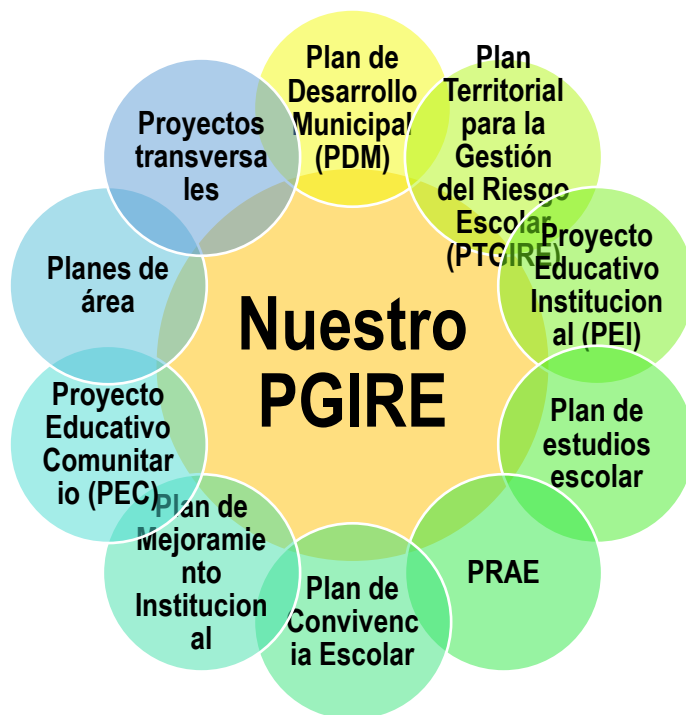 Plan de
Desarrollo
Municipal
(PDM)
Plan
Territorial
para la
Gestión
del Riesgo
Escolar
(PTGIRE)
Proyecto
Educativo
Institucion
al (PEI)
Plan de
estudios
escolar
PRAE
Plan de
Convivenc
ia Escolar
Plan de
Mejoramie
nto
Institucion
al
Proyecto
Educativo
Comunitar
io (PEC)
Planes de
área
Proyectos
transversa
les
Nuestro
PGIRE